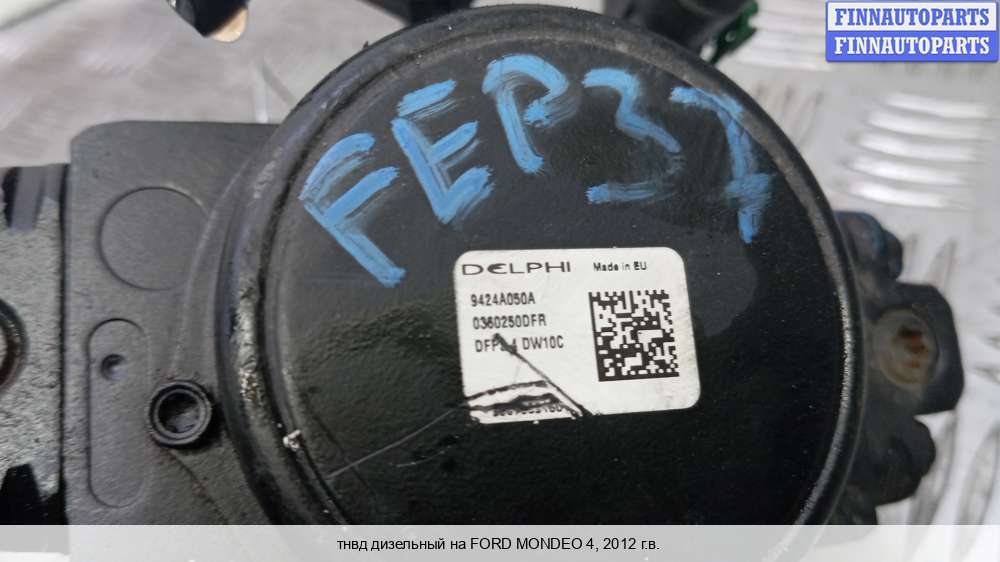 FINNAUTOPARTS
FINNAUTOPARTS
FEP37
DELPHI Made in EU
9424A050A
0360250DFR
DW10C
тнвд дизельный на FORD MONDEO 4, 2012 г.в.